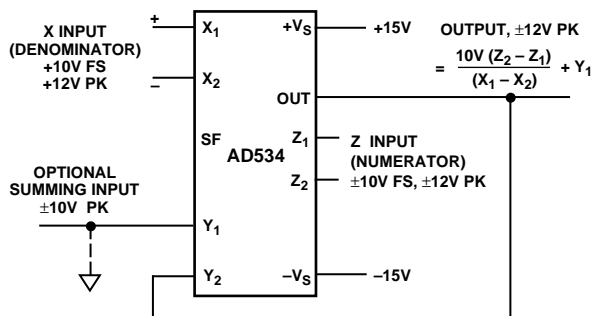 X INPUT
(DENOMINATOR)
+10V FS
+12V PK
+
–
X1
X2
SF
Y1
Y2
AD534
+VS
OUT
Z1
Z2
–VS
+15V
OUTPUT, ±12V PK
= 10V (Z2 – Z1)
(X1 – X2)
+ Y1
Z INPUT
(NUMERATOR)
±10V FS, ±12V PK
–15V
OPTIONAL
SUMMING INPUT
±10V PK